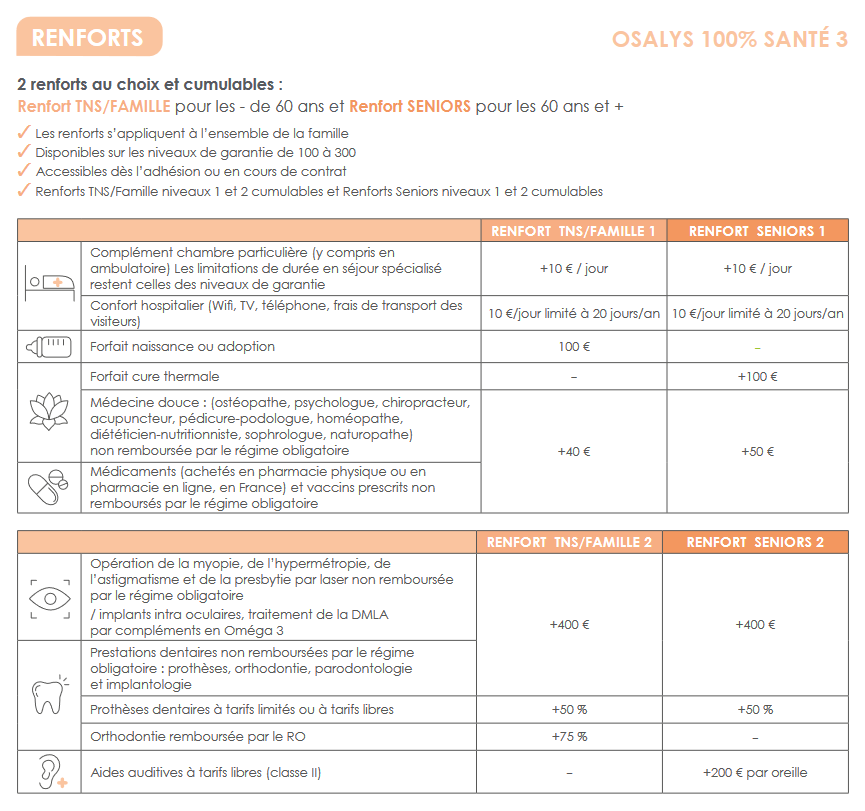 RENFORTS
OSALYS 100% SANTÉ 3
2 renforts au choix et cumulables :
Renfort TNS/FAMILLE pour les - de 60 ans et Renfort SENIORS pour les 60 ans et +
✓ Les renforts s'appliquent à l'ensemble de la famille
✓ Disponibles sur les niveaux de garantie de 100 à 300
✓ Accessibles dès l'adhésion ou en cours de contrat
✓ Renforts TNS/Famille niveaux 1 et 2 cumulables et Renforts Seniors niveaux 1 et 2 cumulables
RENFORT TNS/FAMILLE 1 RENFORT SENIORS 1
Complément chambre particulière (y compris en
ambulatoire) Les limitations de durée en séjour spécialisé
restent celles des niveaux de garantie
+10 € / jour +10 € / jour
Confort hospitalier (Wifi, TV, téléphone, frais de transport des
visiteurs)
10 €/jour limité à 20 jours/an 10 €/jour limité à 20 jours/an
Forfait naissance ou adoption 100 € –
Forfait cure thermale – +100 €
Médecine douce : (ostéopathe, psychologue, chiropracteur,
acupuncteur, pédicure-podologue, homéopathe,
diététicien-nutritionniste, sophrologue, naturopathe)
non remboursée par le régime obligatoire
+40 € +50 €
Médicaments (achetés en pharmacie physique ou en
pharmacie en ligne, en France) et vaccins prescrits non
remboursés par le régime obligatoire
RENFORT TNS/FAMILLE 2 RENFORT SENIORS 2
Opération de la myopie, de l'hypermétropie, de
l'astigmatisme et de la presbytie par laser non remboursée
par le régime obligatoire
/ implants intra oculaires, traitement de la DMLA
par compléments en Oméga 3
+400 € +400 €
Prestations dentaires non remboursées par le régime
obligatoire : prothèses, orthodontie, parodontologie
et implantologie
Prothèses dentaires à tarifs limités ou à tarifs libres +50 % +50 %
Orthodontie remboursée par le RO +75 % –
Aides auditives à tarifs libres (classe II) – +200 € par oreille